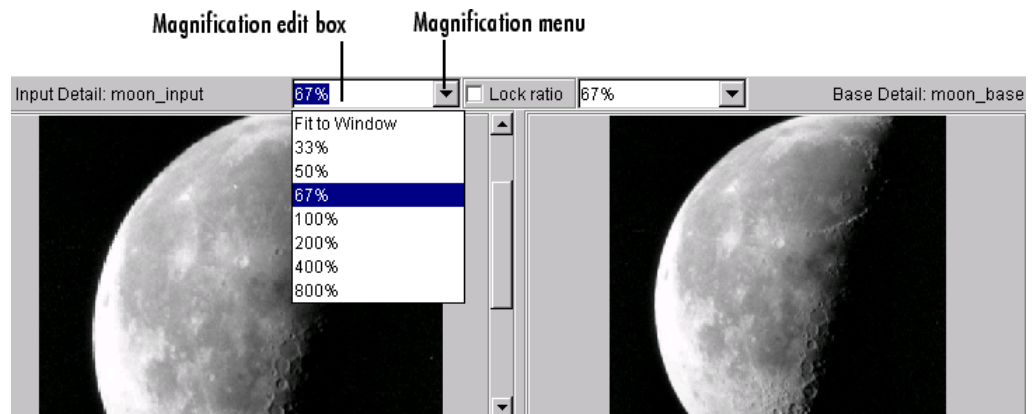 Magnification edit box Magnification menu
Input Detail: moon_input 67% Lock ratio 67% Base Detail: moon_base
Fit to Window
33%
50%
67%
100%
200%
400%
800%